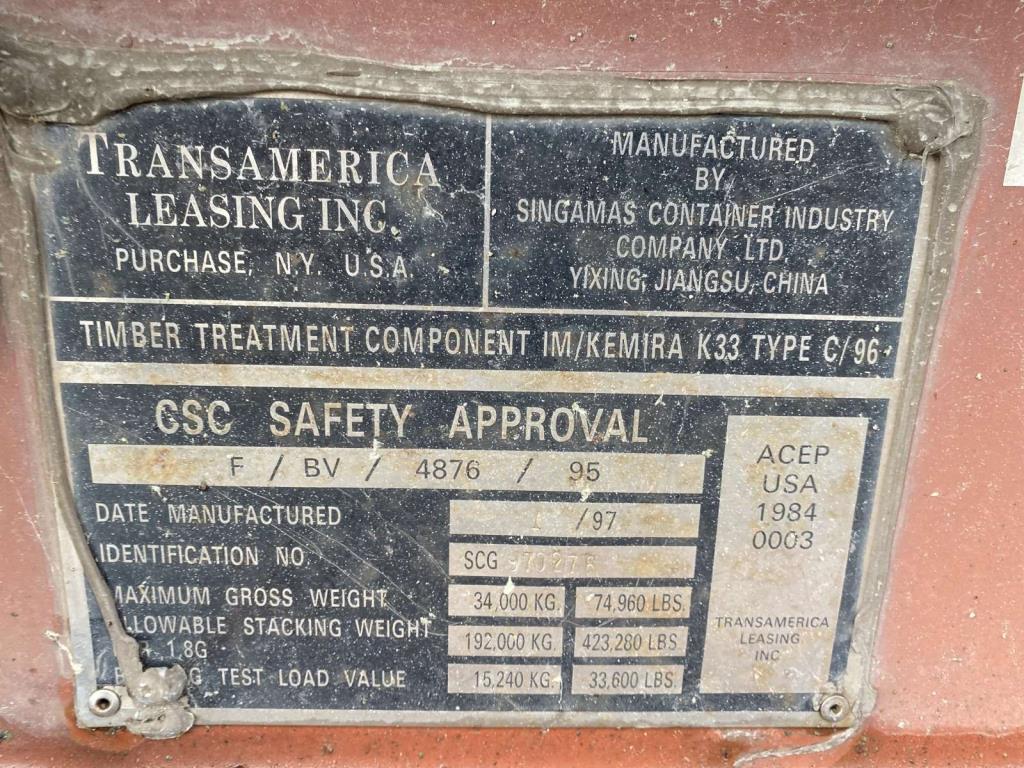 TRANSAMERICA
LEASING INC.
PURCHASE, N.Y. U.S.A.
MANUFACTURED
BY
SINGAMAS CONTAINER INDUSTRY
COMPANY LTD,
YIXING, JIANGSU, CHINA
TIMBER TREATMENT COMPONENT IM/KEMIRA K33 TYPE C/96
CSC SAFETY APPROVAL
F / BV / 4876 / 95
DATE MANUFACTURED 1 /97
IDENTIFICATION NO. SCG
MAXIMUM GROSS WEIGHT 34,000 KG. 74,960 LBS.
LLOWABLE STACKING WEIGHT 192,000 KG. 423,280 LBS
1.8G
G TEST LOAD VALUE 15,240 KG. 33,600 LBS.
ACEP
USA
1984
0003
TRANSAMERICA
LEASING
INC